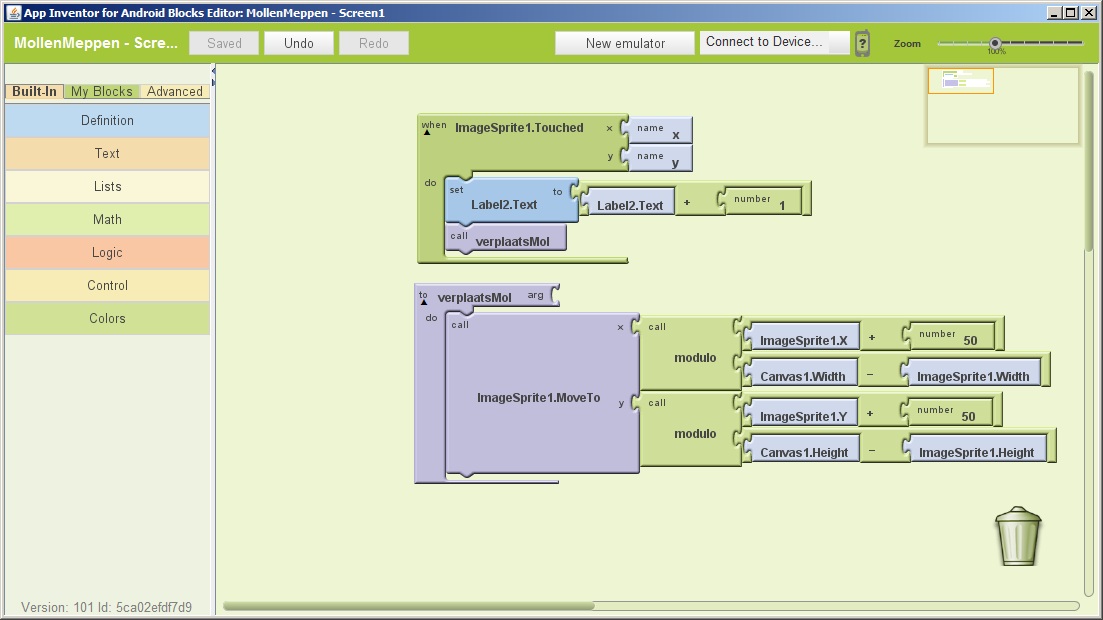 App Inventor for Android Blocks Editor: MollenMeppen - Screen1
MollenMeppen - Scre... Saved Undo Redo New emulator Connect to Device... ? Zoom 100%
Built-In My Blocks Advanced
Definition
Text
Lists
Math
Logic
Control
Colors
when ImageSprite1.Touched x name x
y name y
do set Label2.Text to Label2.Text + number 1
call verplaatsMol
to verplaatsMol arg
do call ImageSprite1.MoveTo x call modulo ImageSprite1.X + number 50
Canvas1.Width − ImageSprite1.Width
y call modulo ImageSprite1.Y + number 50
Canvas1.Height − ImageSprite1.Height
Version: 101 Id: 5ca02efdf7d9